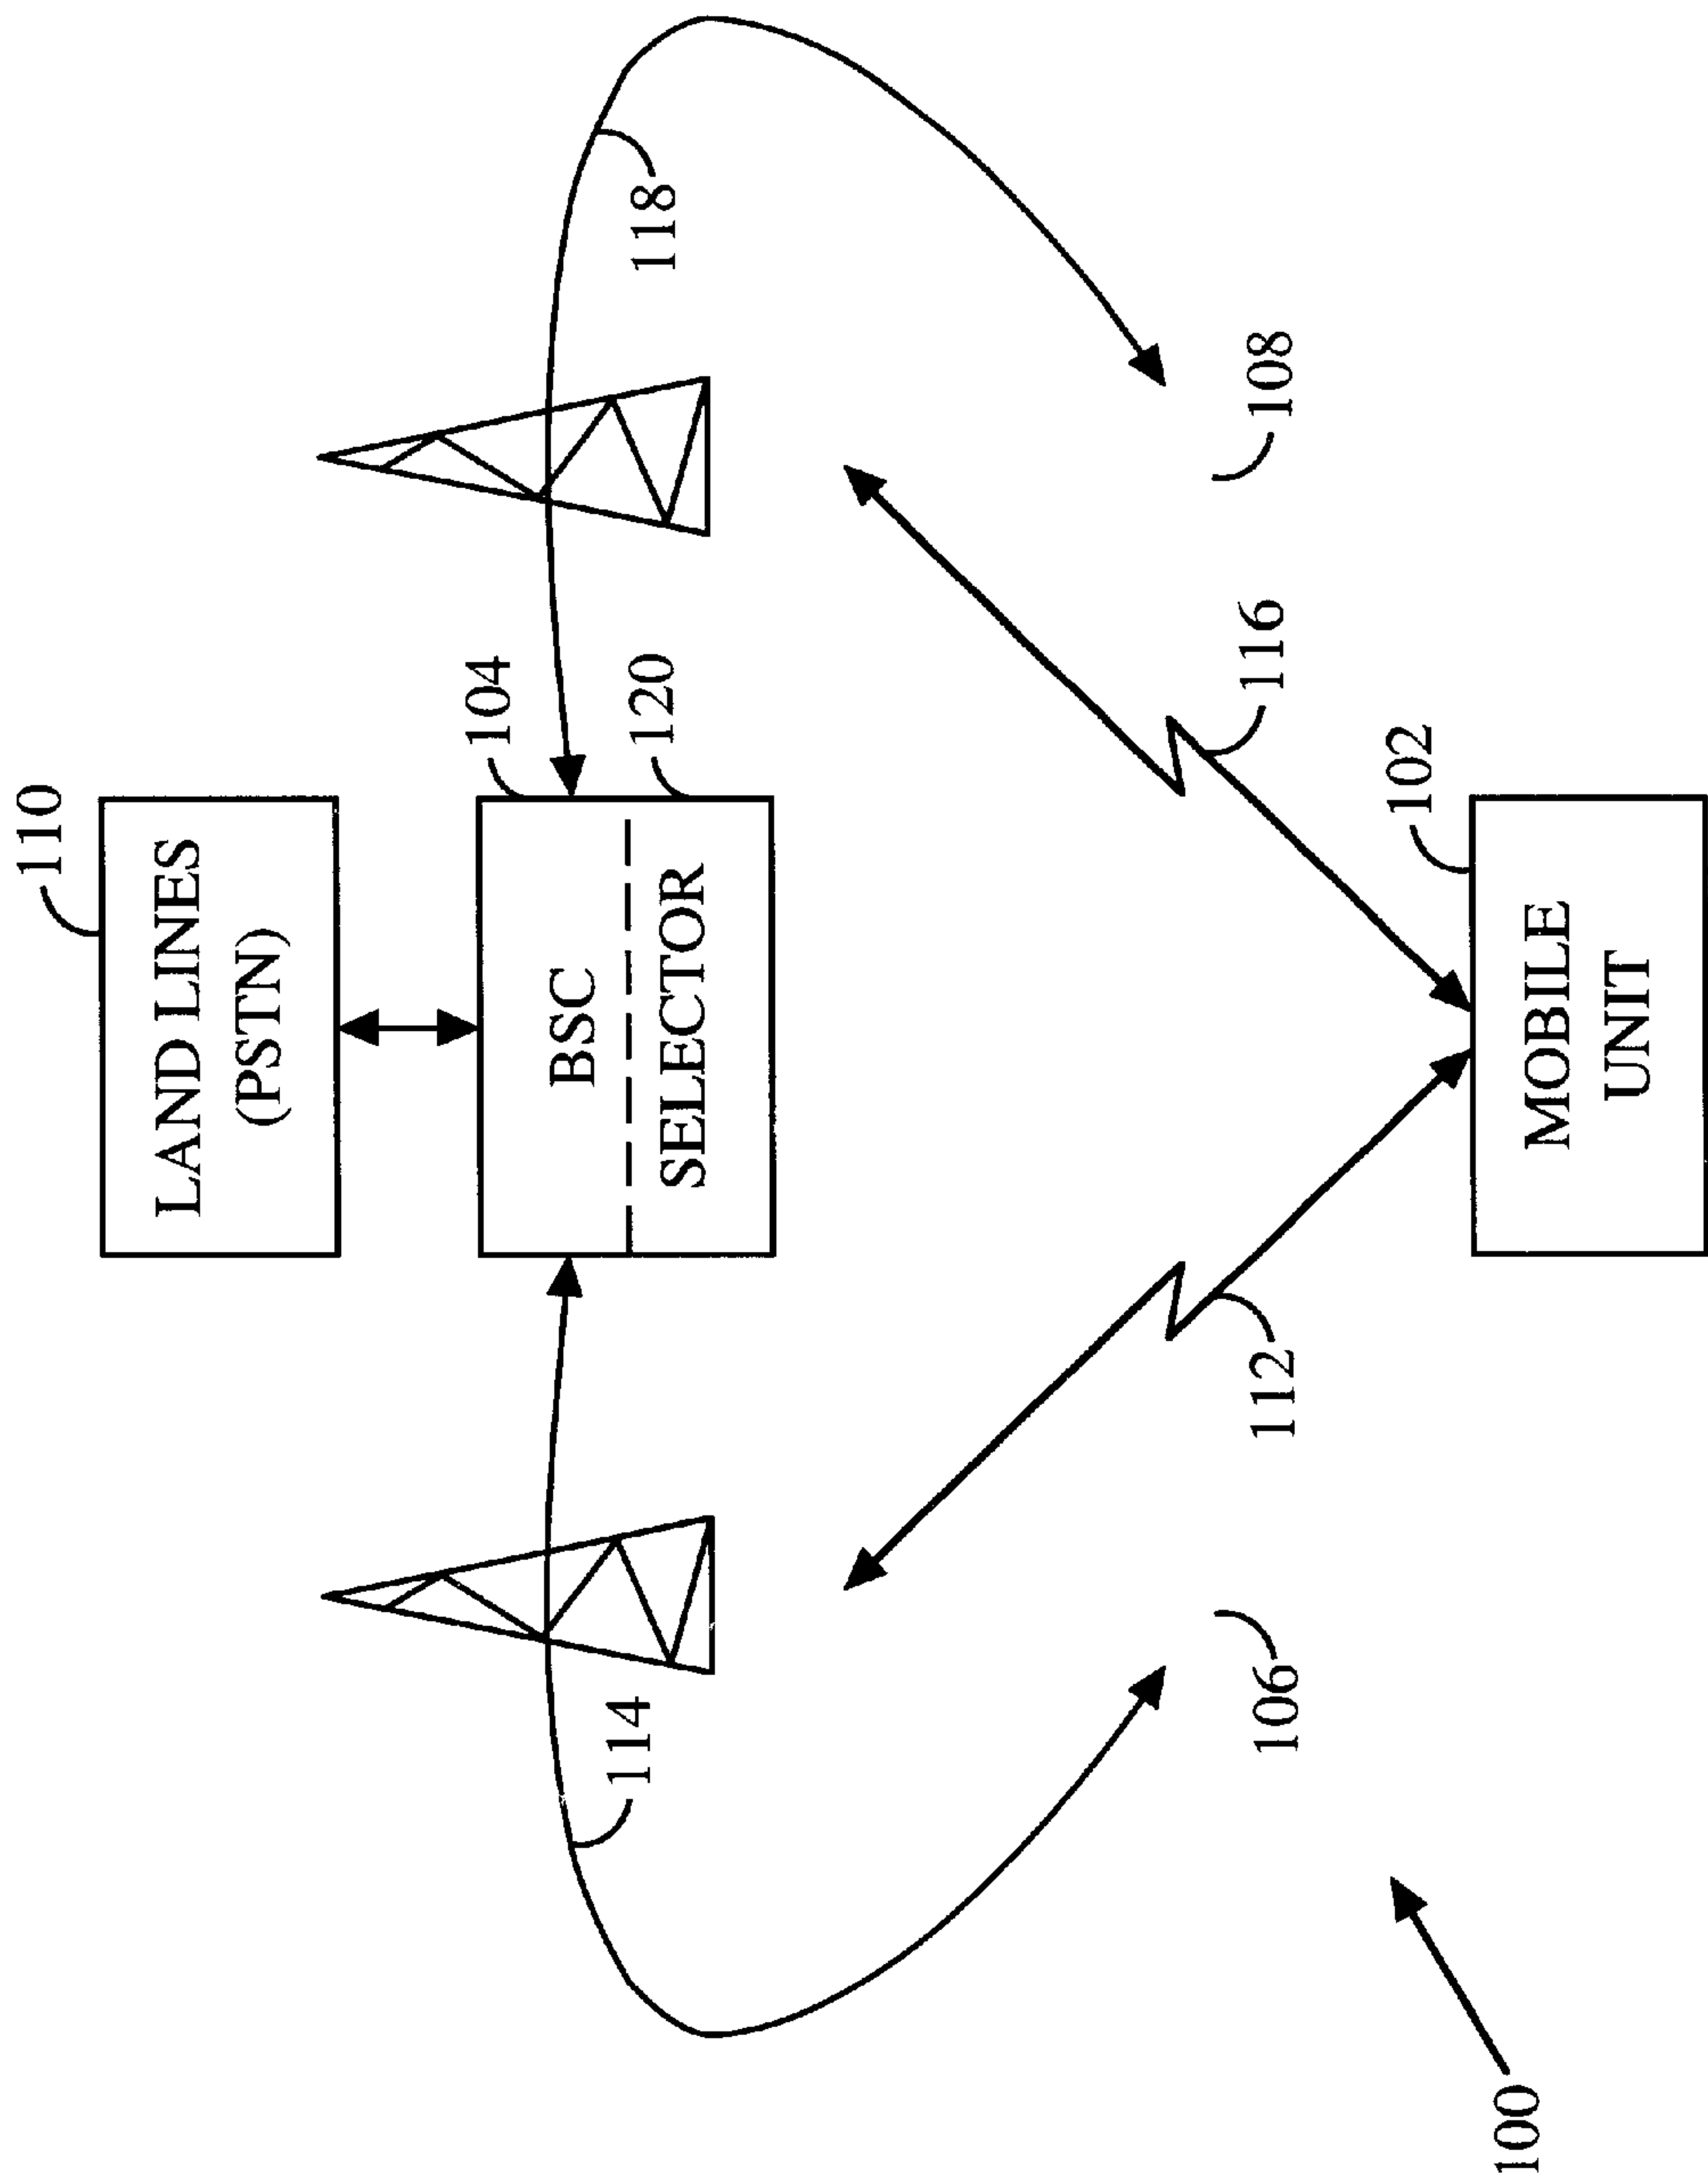 110
LAND LINES
(PSTN)
104
BSC
120
SELECTOR
114
118
112
116
106
108
102
MOBILE
UNIT
100